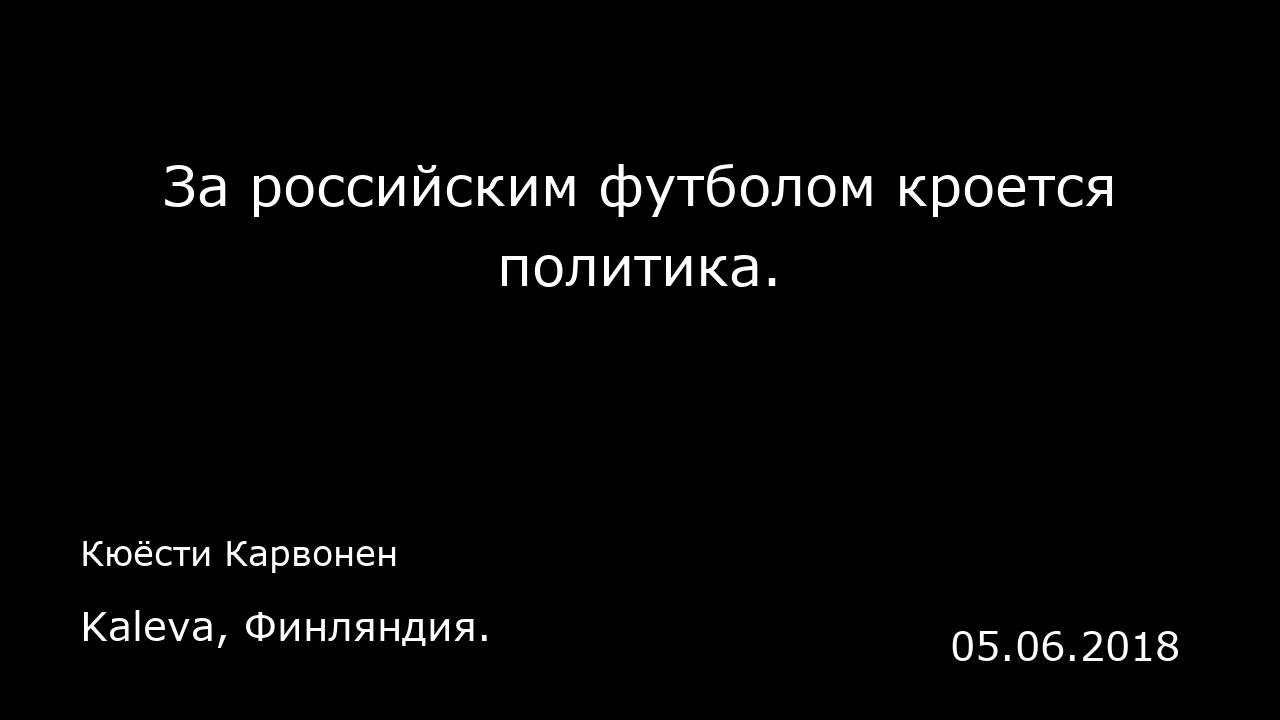 За российским футболом кроется
политика.
Кюёсти Карвонен
Kaleva, Финляндия.
05.06.2018